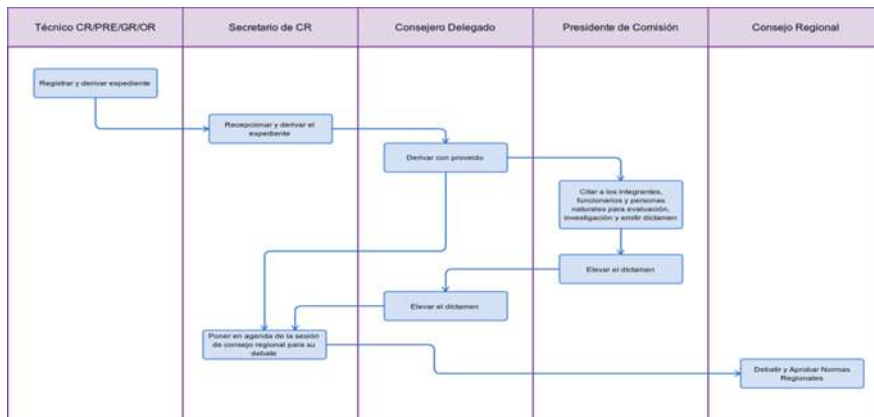 Técnico CR/PRE/GR/OR
Secretario de CR
Consejero Delegado
Presidente de Comisión
Consejo Regional
Registrar y derivar expediente
Recepcionar y derivar el
expediente
Derivar con proveido
Citar a los integrantes,
funcionarios y personas
naturales para evaluación,
investigación y emitir dictamen
Elevar el dictamen
Elevar el dictamen
Poner en agenda de la sesión
de consejo regional para su
debate
Debatir y Aprobar Normas
Regionales